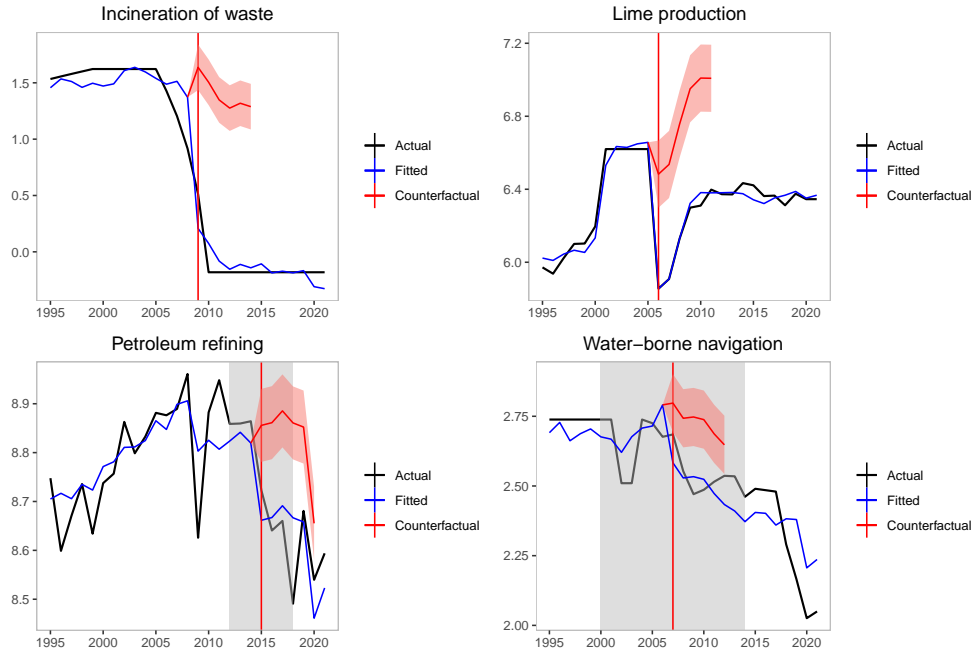 Incineration of waste
1.5
1.0
0.5
0.0
1995 2000 2005 2010 2015 2020
Actual
Fitted
Counterfactual
Lime production
7.2
6.8
6.4
6.0
1995 2000 2005 2010 2015 2020
Actual
Fitted
Counterfactual
Petroleum refining
8.9
8.8
8.7
8.6
8.5
1995 2000 2005 2010 2015 2020
Actual
Fitted
Counterfactual
Water−borne navigation
2.75
2.50
2.25
2.00
1995 2000 2005 2010 2015 2020
Actual
Fitted
Counterfactual